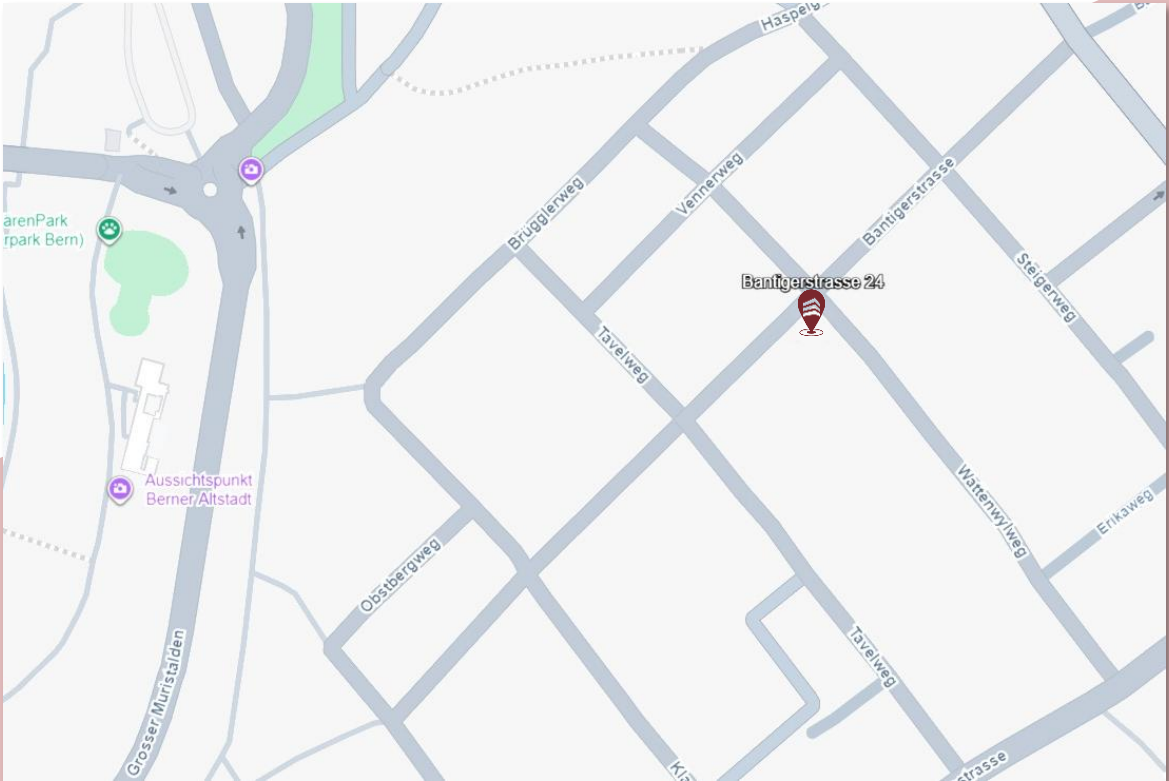 Haspelg
Vennerweg
Brügglerweg
Bantigerstrasse
arenPark
rpark Bern)
Bantigerstrasse 24
Steigerweg
Tavelweg
Aussichtspunkt
Berner Altstadt
Wattenwylweg
Erikaweg
Obstbergweg
Grosser Muristalden
Tavelweg
Kla
strasse